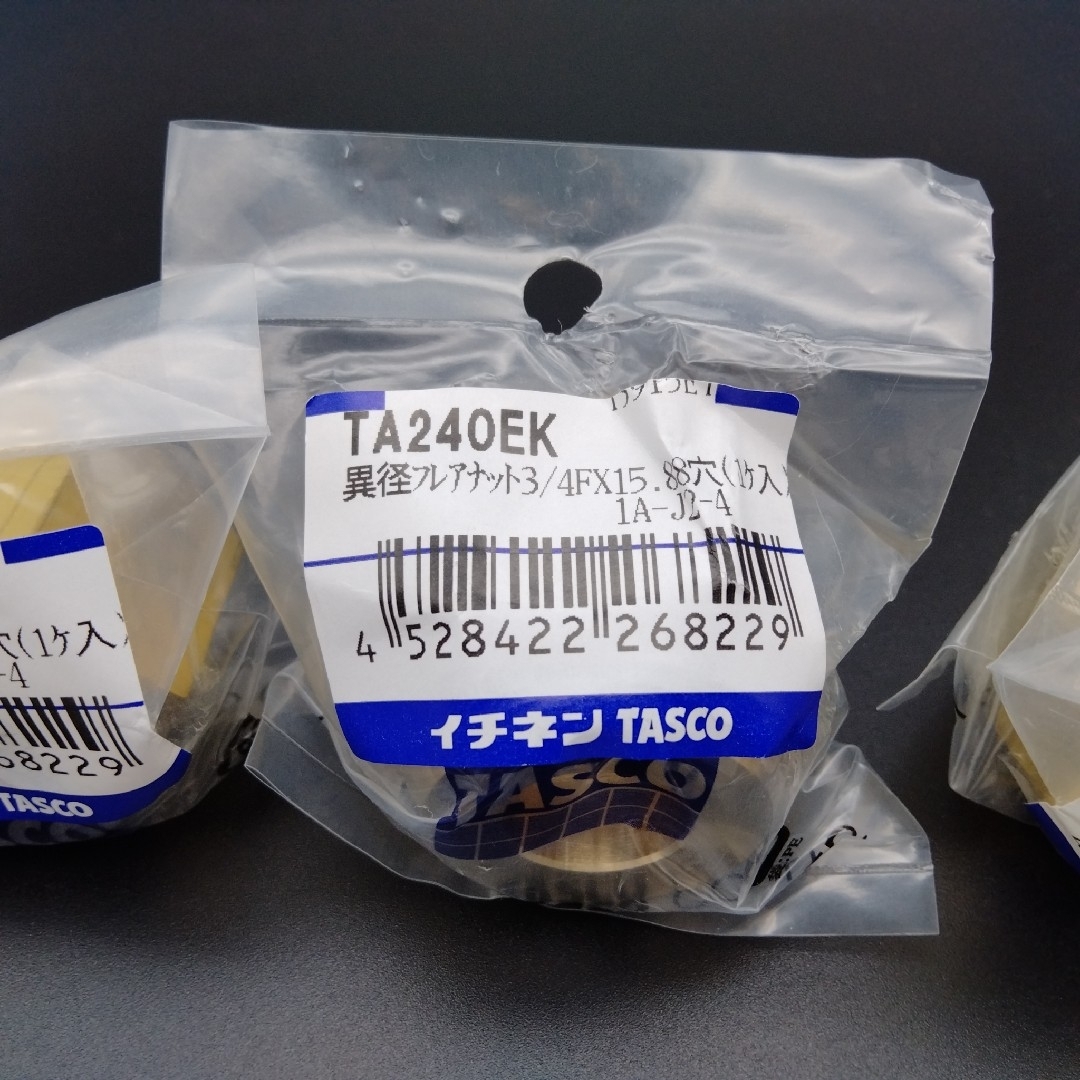 TA240EK
異径フレアナット3/4FX15.88穴(1ケ入)
1A-J2-4
4 528422 268229
イチネン TASCO
TASCO
穴(1ケ入)
-4
68229
TASCO